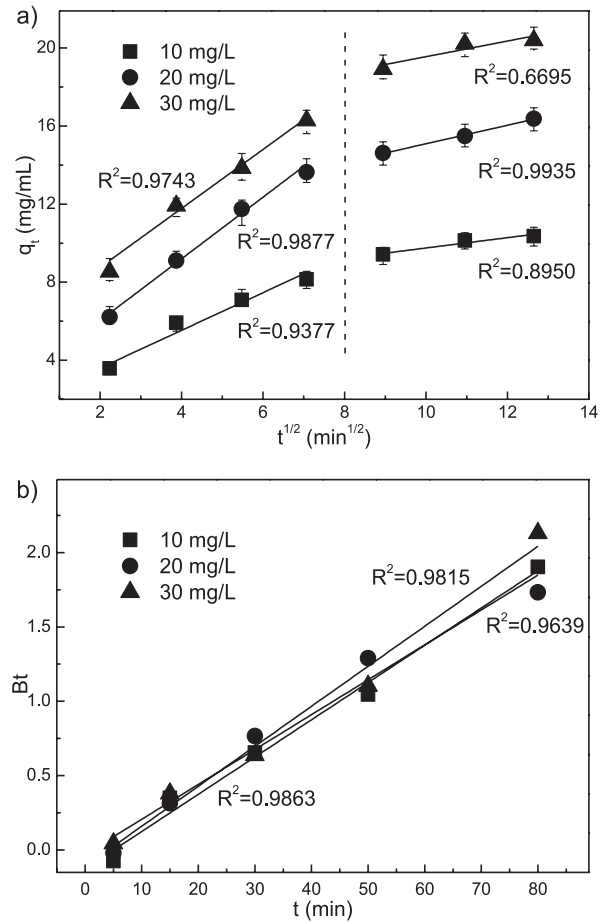 a)
10 mg/L
20 mg/L
30 mg/L
R²=0.6695
R²=0.9743
R²=0.9935
R²=0.9877
R²=0.8950
R²=0.9377
20
16
12
8
4
qₜ (mg/mL)
2 4 6 8 10 12 14
t^1/2 (min^1/2)
b)
10 mg/L
20 mg/L
30 mg/L
R²=0.9815
R²=0.9639
R²=0.9863
2.0
1.5
1.0
0.5
0.0
Bt
0 10 20 30 40 50 60 70 80
t (min)